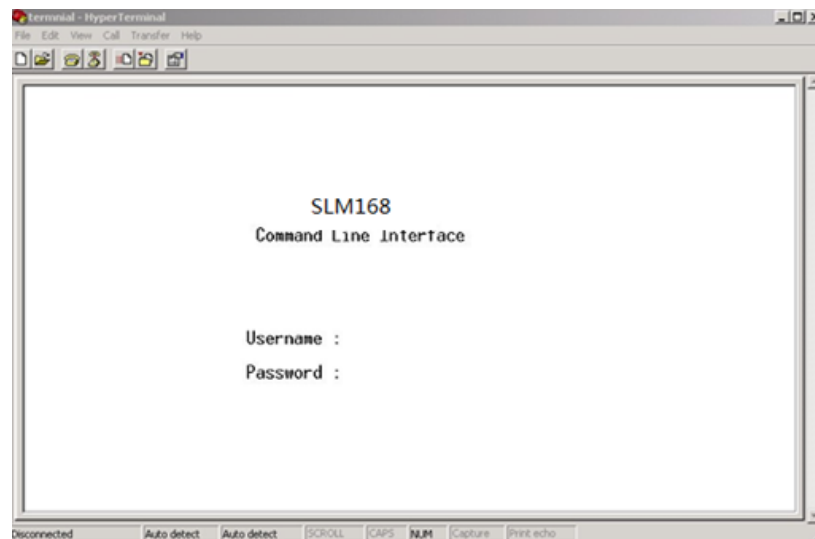 termnial - HyperTerminal
File Edit View Call Transfer Help
SLM168
Command Line Interface
Username :
Password :
Disconnected Auto detect Auto detect SCROLL CAPS NUM Capture Print echo